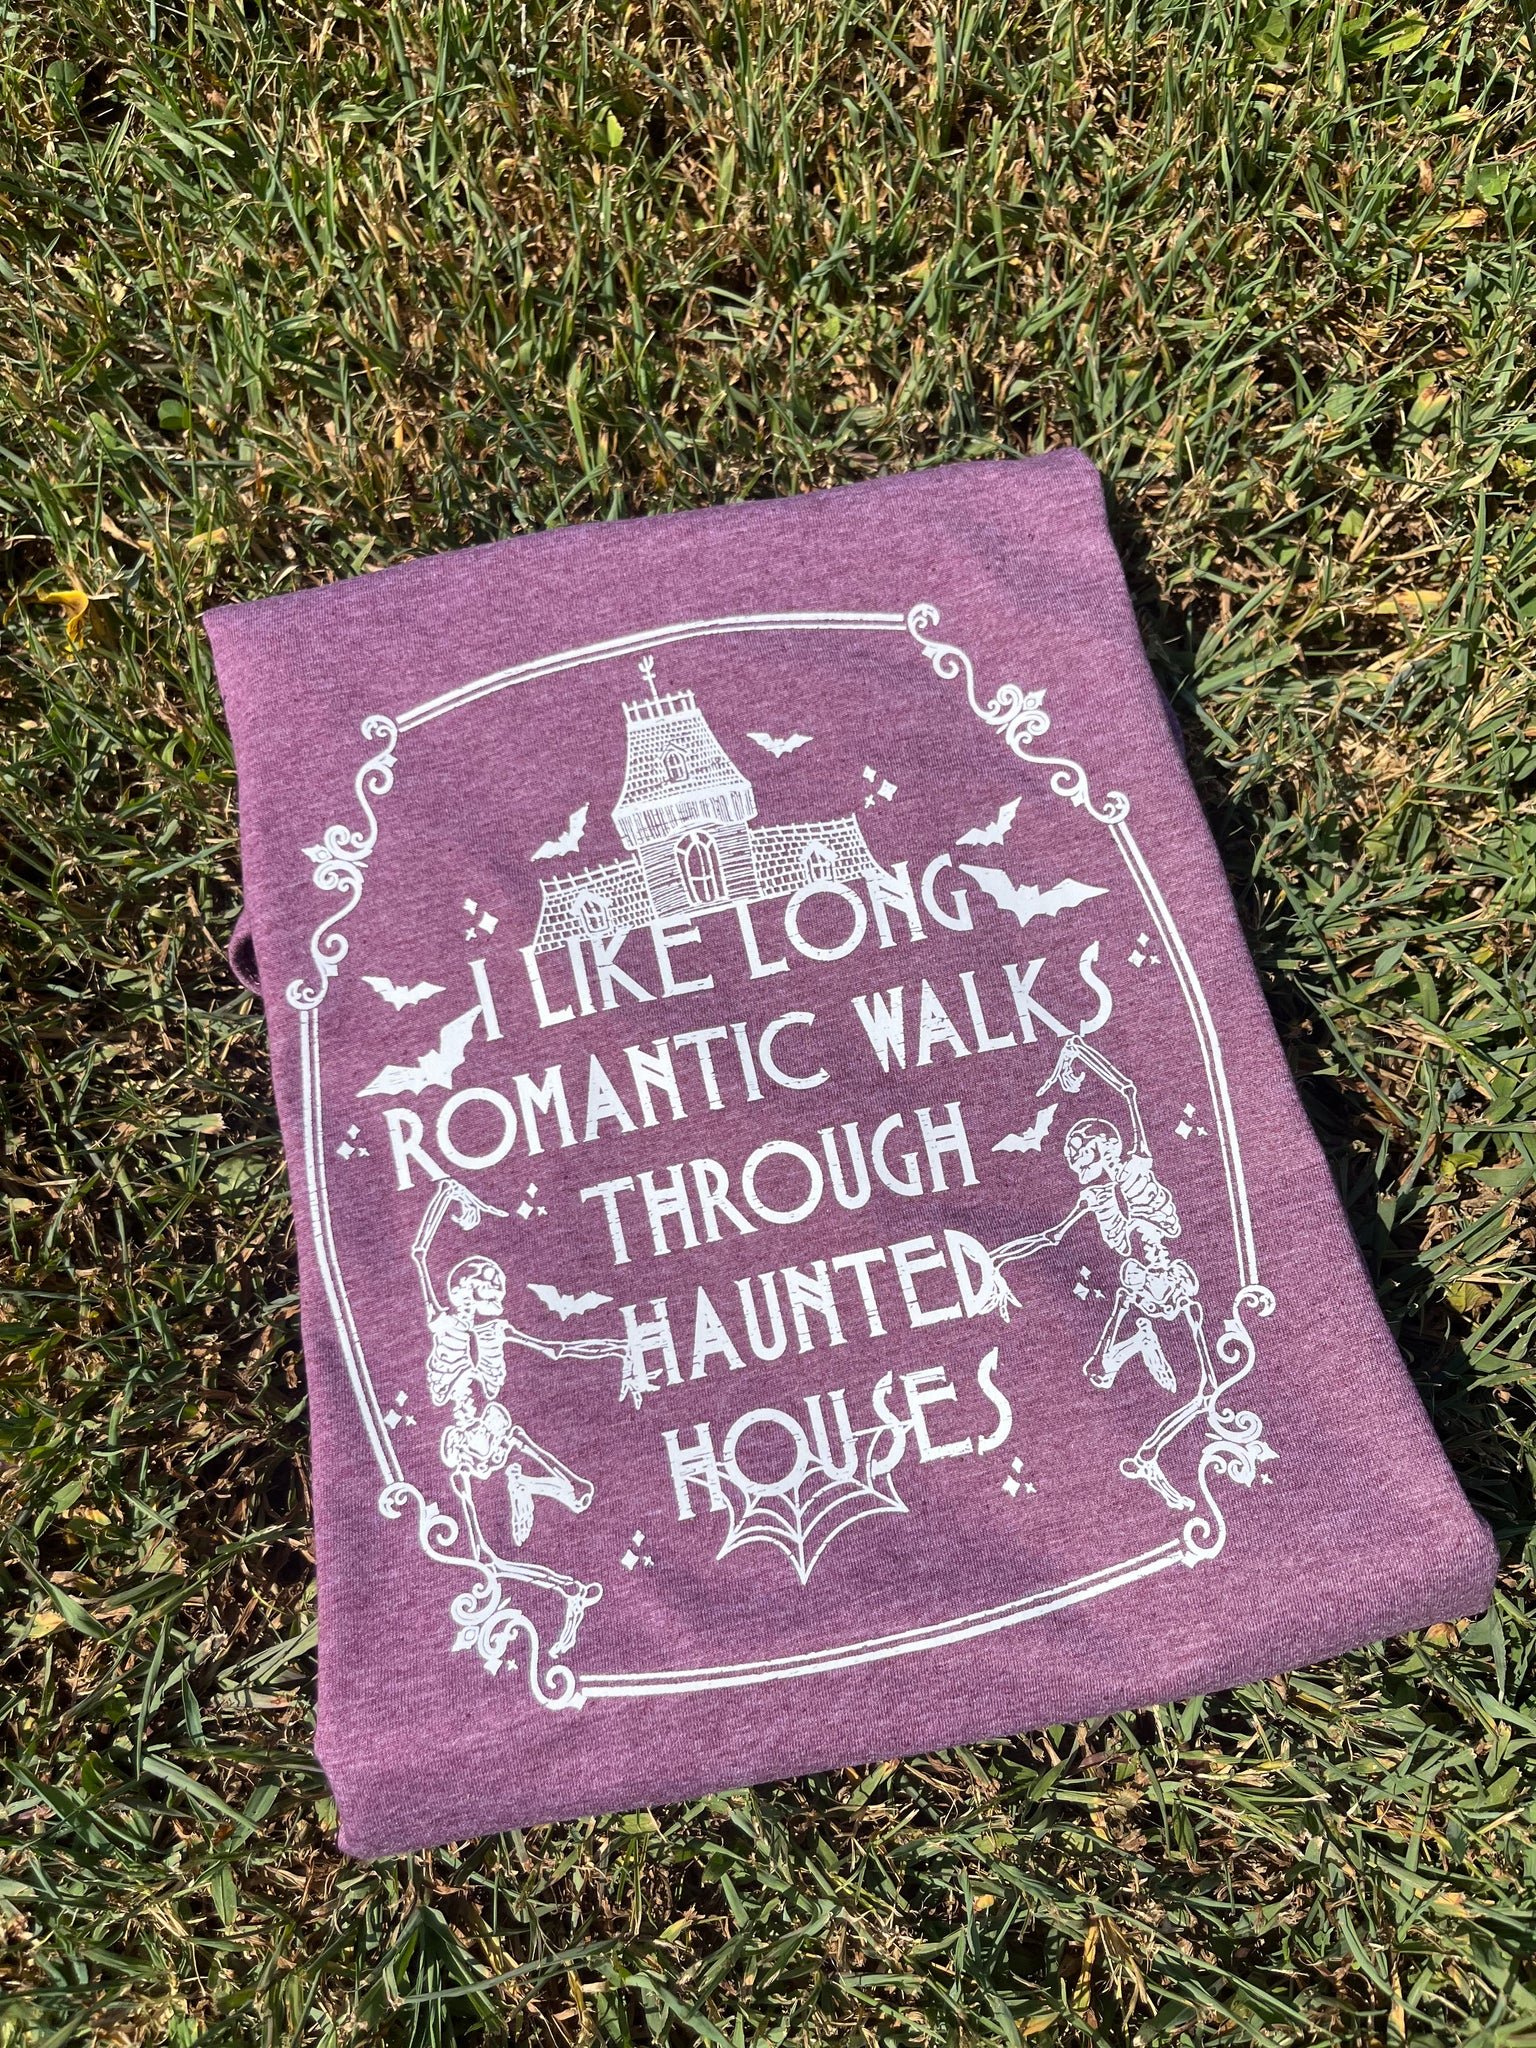 I LIKE LONG
ROMANTIC WALKS
THROUGH
HAUNTED
HOUSES